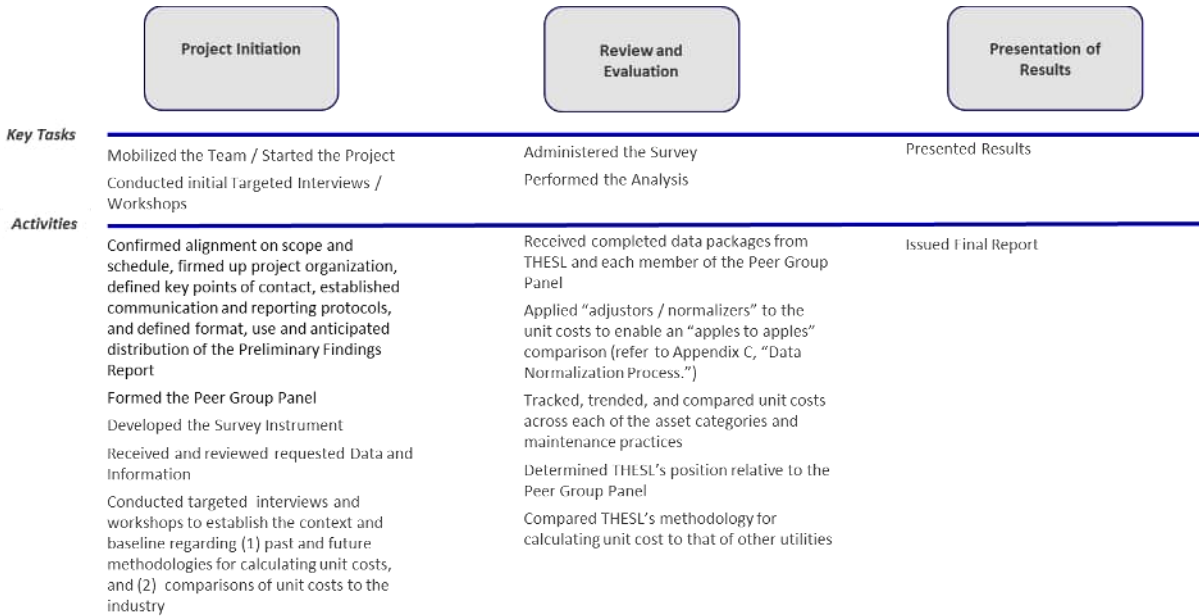 Project Initiation
Review and
Evaluation
Presentation of
Results
Key Tasks
Mobilized the Team / Started the Project
Conducted initial Targeted Interviews /
Workshops
Administered the Survey
Performed the Analysis
Presented Results
Activities
Confirmed alignment on scope and
schedule, firmed up project organization,
defined key points of contact, established
communication and reporting protocols,
and defined format, use and anticipated
distribution of the Preliminary Findings
Report
Formed the Peer Group Panel
Developed the Survey Instrument
Received and reviewed requested Data and
Information
Conducted targeted interviews and
workshops to establish the context and
baseline regarding (1) past and future
methodologies for calculating unit costs,
and (2) comparisons of unit costs to the
industry
Received completed data packages from
THESL and each member of the Peer Group
Panel
Applied “adjustors / normalizers” to the
unit costs to enable an “apples to apples”
comparison (refer to Appendix C, “Data
Normalization Process.”)
Tracked, trended, and compared unit costs
across each of the asset categories and
maintenance practices
Determined THESL’s position relative to the
Peer Group Panel
Compared THESL’s methodology for
calculating unit cost to that of other utilities
Issued Final Report